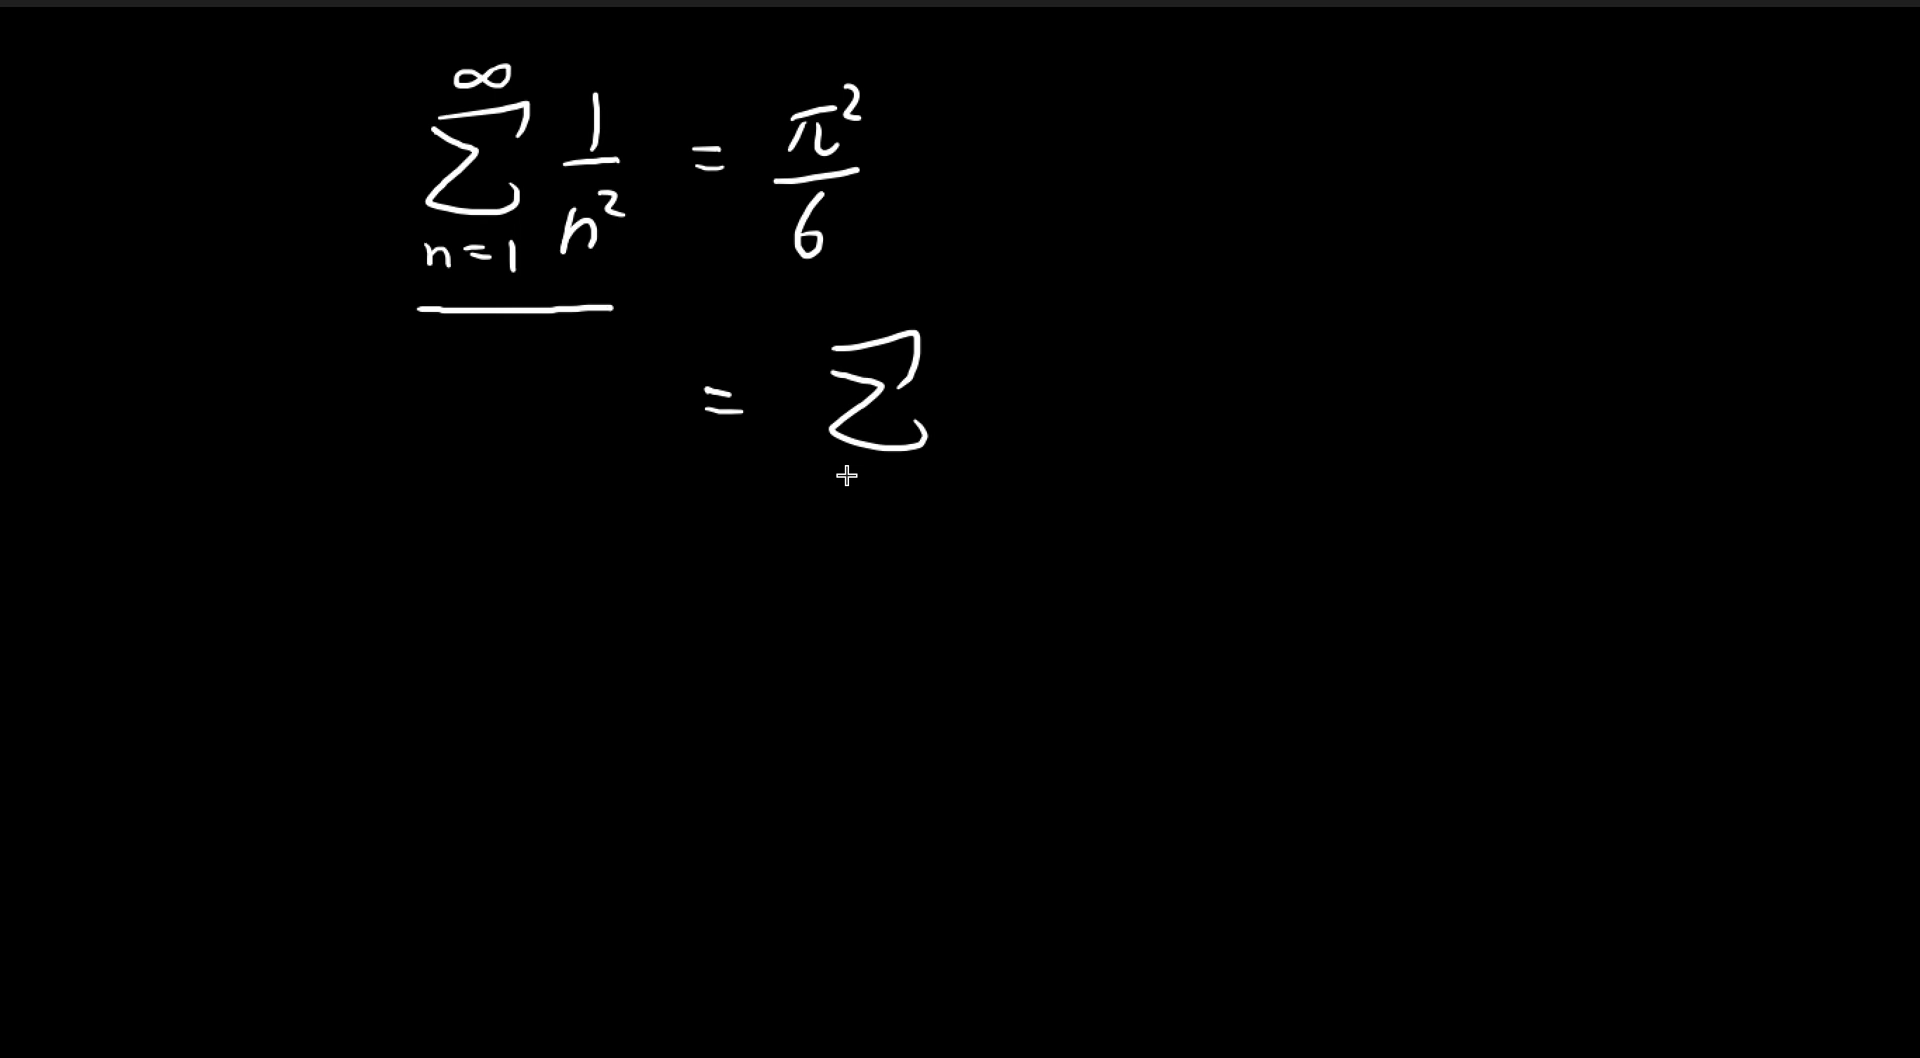 ∞
∑ 1/n² = π²/6
n=1
= ∑